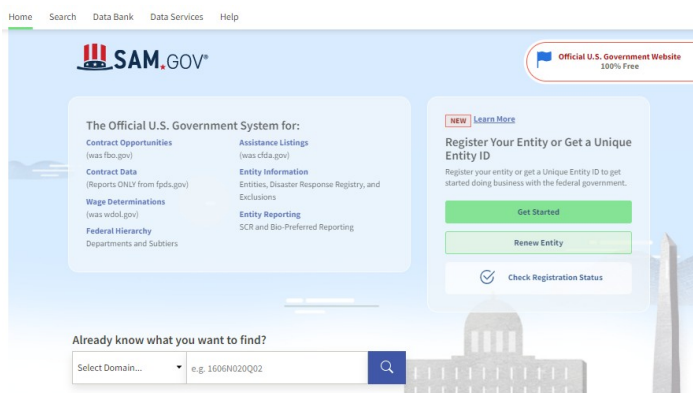 Home Search Data Bank Data Services Help
SAM.GOV®
Official U.S. Government Website
100% Free
The Official U.S. Government System for:
Contract Opportunities
(was fbo.gov)
Contract Data
(Reports ONLY from fpds.gov)
Wage Determinations
(was wdol.gov)
Federal Hierarchy
Departments and Subtiers
Assistance Listings
(was cfda.gov)
Entity Information
Entities, Disaster Response Registry, and
Exclusions
Entity Reporting
SCR and Bio-Preferred Reporting
NEW Learn More
Register Your Entity or Get a Unique
Entity ID
Register your entity or get a Unique Entity ID to get
started doing business with the federal government.
Get Started
Renew Entity
Check Registration Status
Already know what you want to find?
Select Domain... e.g. 1606N020Q02